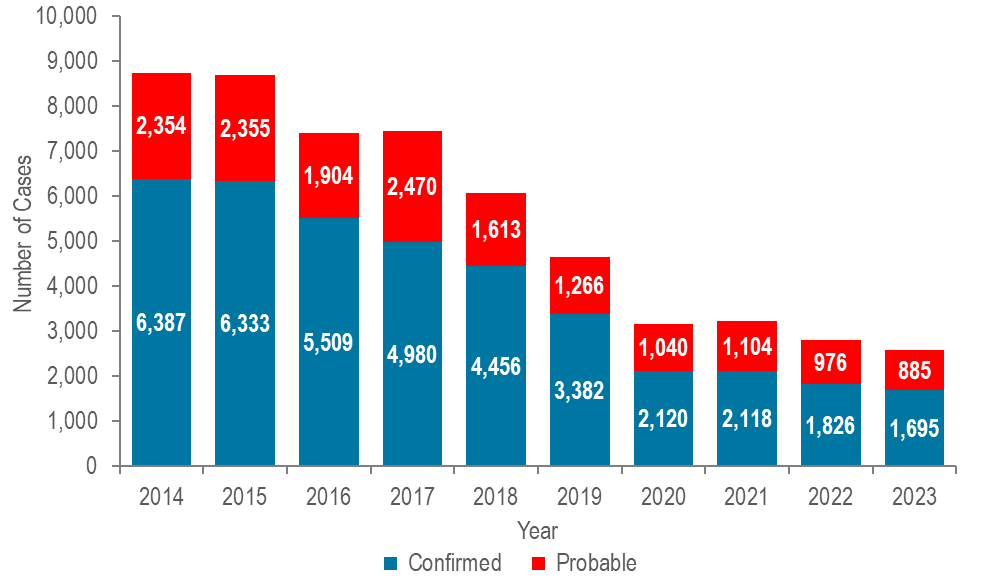 10,000
9,000
8,000
7,000
6,000
5,000
4,000
3,000
2,000
1,000
0
Number of Cases
2,354 2,355 1,904 2,470 1,613 1,266 1,040 1,104 976 885
6,387 6,333 5,509 4,980 4,456 3,382 2,120 2,118 1,826 1,695
2014 2015 2016 2017 2018 2019 2020 2021 2022 2023
Year
Confirmed Probable